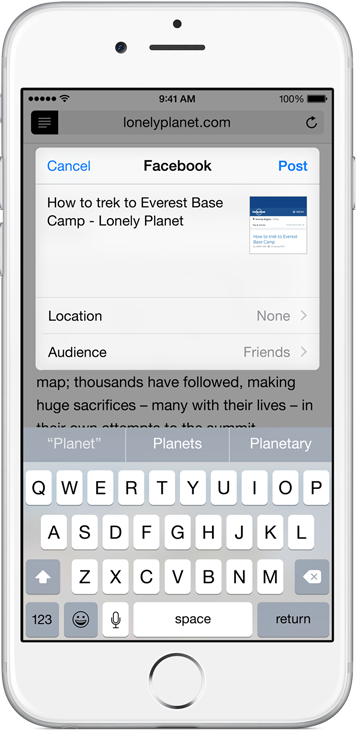 9:41 AM 100%
lonelyplanet.com
Cancel Facebook Post
How to trek to Everest Base
Camp - Lonely Planet
How to trek to Everest
Base Camp
Location None
Audience Friends
map; thousands have followed, making
huge sacrifices – many with their lives – in
their own attempts to the summit
“Planet” Planets Planetary
Q W E R T Y U I O P
A S D F G H J K L
Z X C V B N M
123 space return